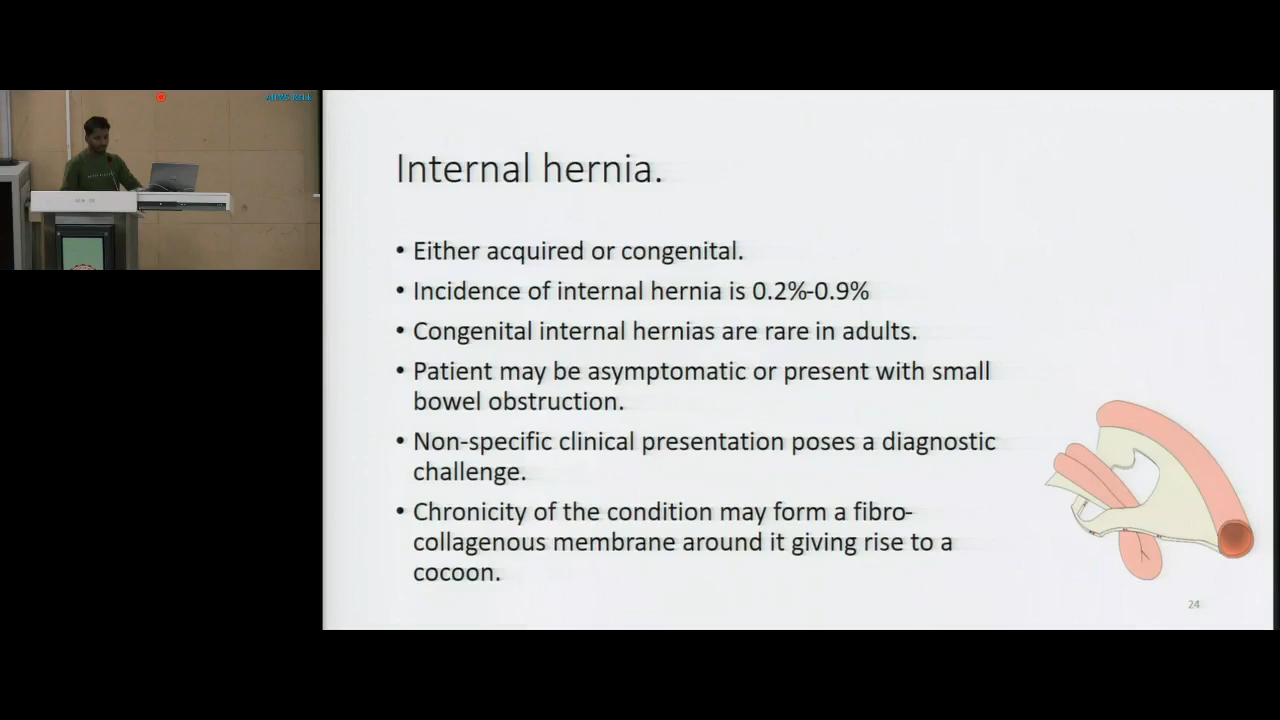 Internal hernia.
• Either acquired or congenital.
• Incidence of internal hernia is 0.2%-0.9%
• Congenital internal hernias are rare in adults.
• Patient may be asymptomatic or present with small
bowel obstruction.
• Non-specific clinical presentation poses a diagnostic
challenge.
• Chronicity of the condition may form a fibro-
collagenous membrane around it giving rise to a
cocoon.
24